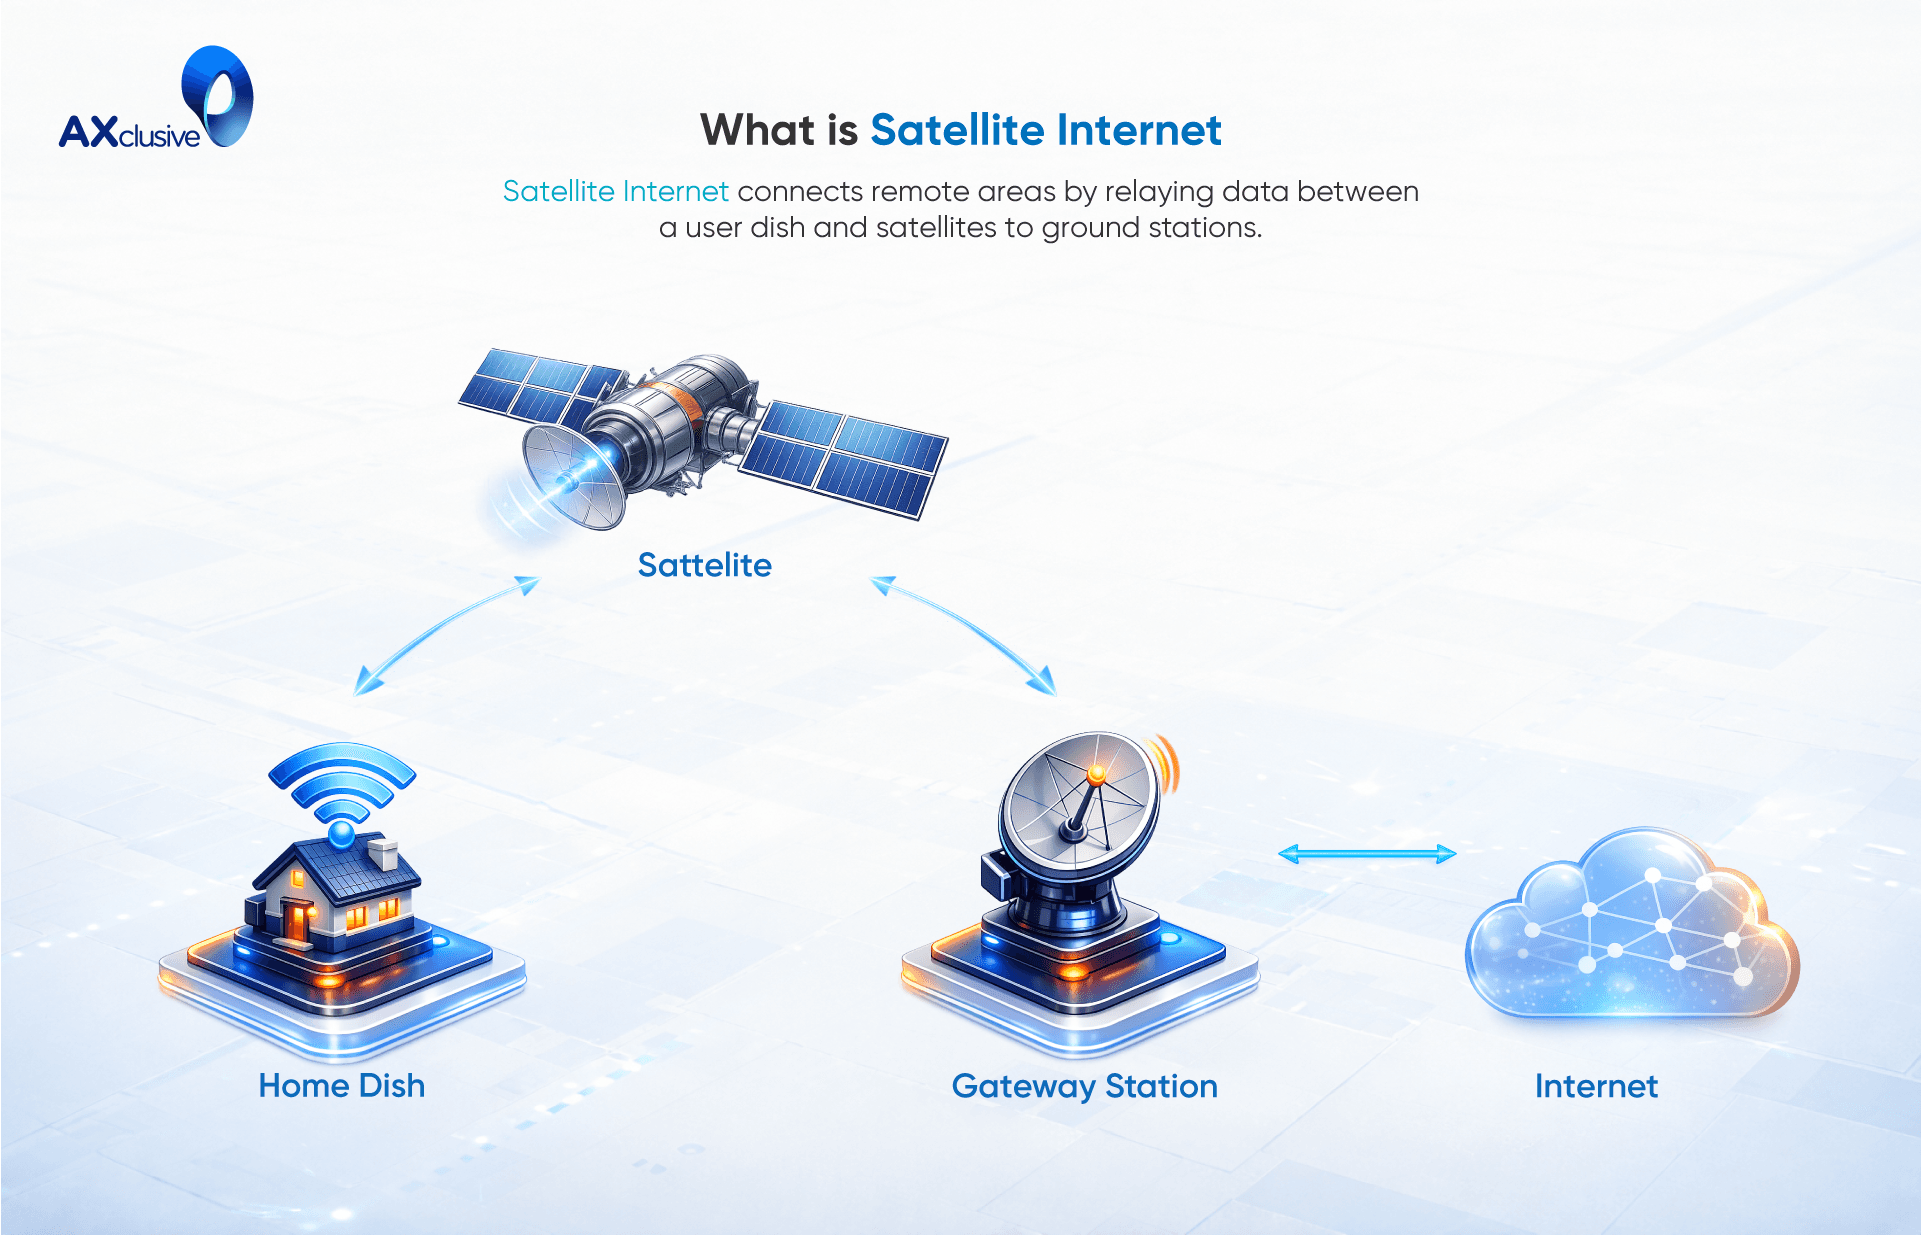 AXclusive
What is Satellite Internet
Satellite Internet connects remote areas by relaying data between
a user dish and satellites to ground stations.
Sattelite
Home Dish
Gateway Station
Internet